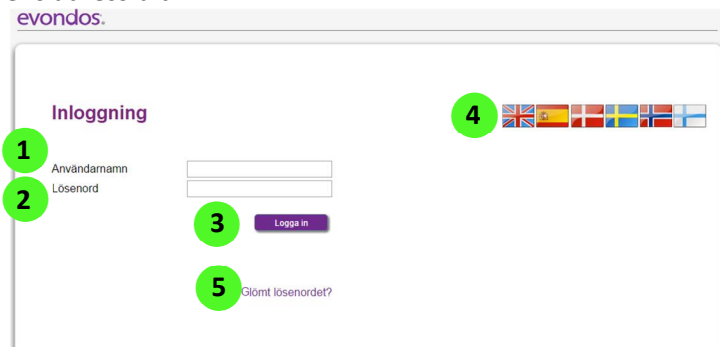 evondos.
Inloggning
4
1
Användarnamn
2
Lösenord
3
Logga in
5
Glömt lösenordet?